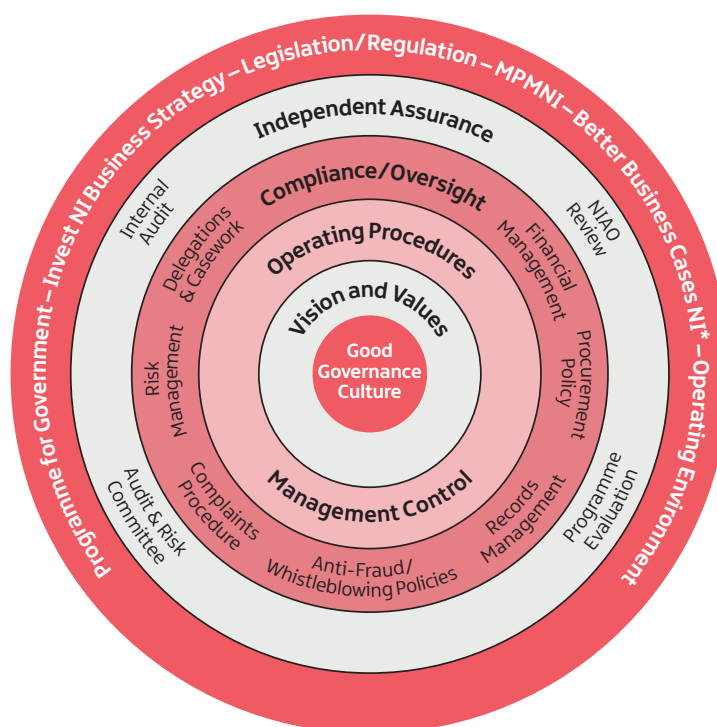 Programme for Government – Invest NI Business Strategy – Legislation/Regulation – MPMNI – Better Business Cases NI* – Operating Environment
Independent Assurance
Internal
Audit
NIAO
Review
Audit & Risk
Committee
Programme
Evaluation
Compliance/Oversight
Delegations
& Casework
Financial
Management
Risk
Management
Procurement
Policy
Complaints
Procedure
Records
Management
Anti-Fraud/
Whistleblowing Policies
Operating Procedures
Management Control
Vision and Values
Good
Governance
Culture